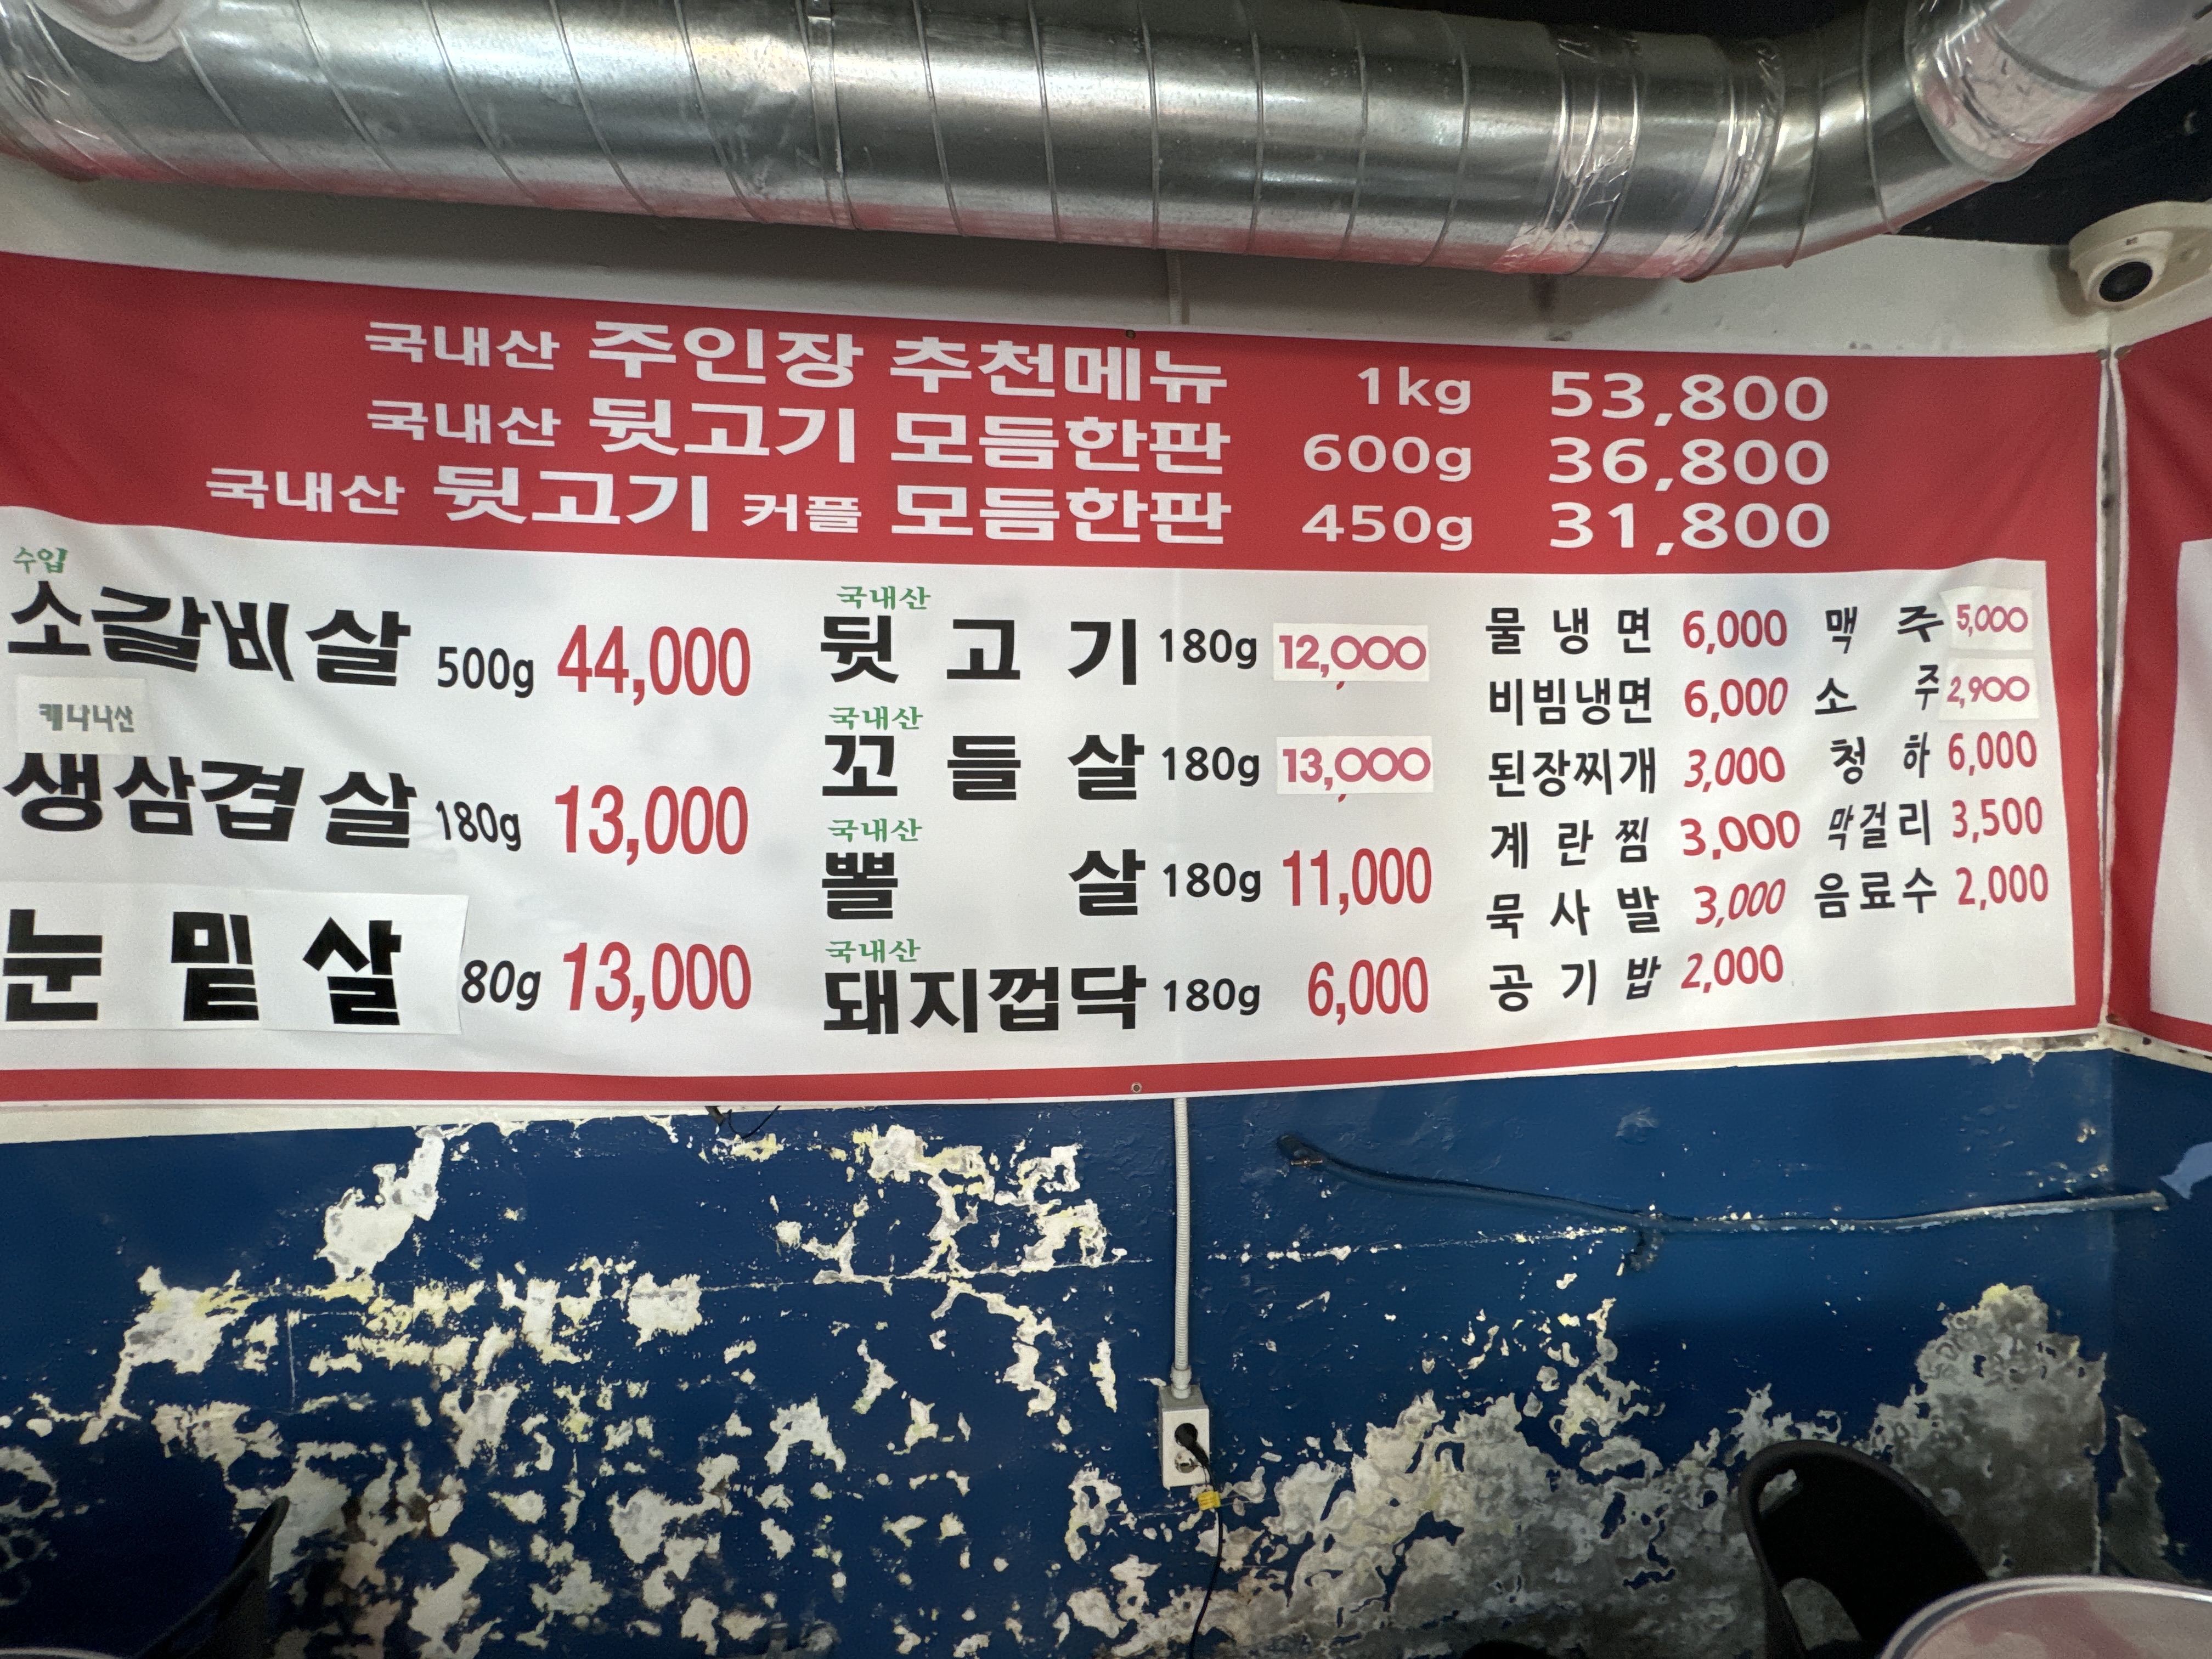 국내산 주인장 추천메뉴 1kg 53,800
국내산 뒷고기 모듬한판 600g 36,800
국내산 뒷고기 커플 모듬한판 450g 31,800
수입
소갈비살 500g 44,000
캐나나산
생삼겹살 180g 13,000
눈밑살 80g 13,000
국내산
뒷고기 180g 12,000
국내산
꼬들살 180g 13,000
국내산
뽈살 180g 11,000
국내산
돼지껍닥 180g 6,000
물냉면 6,000
비빔냉면 6,000
된장찌개 3,000
계란찜 3,000
묵사발 3,000
공기밥 2,000
맥주 5,000
소주 2,900
청하 6,000
막걸리 3,500
음료수 2,000